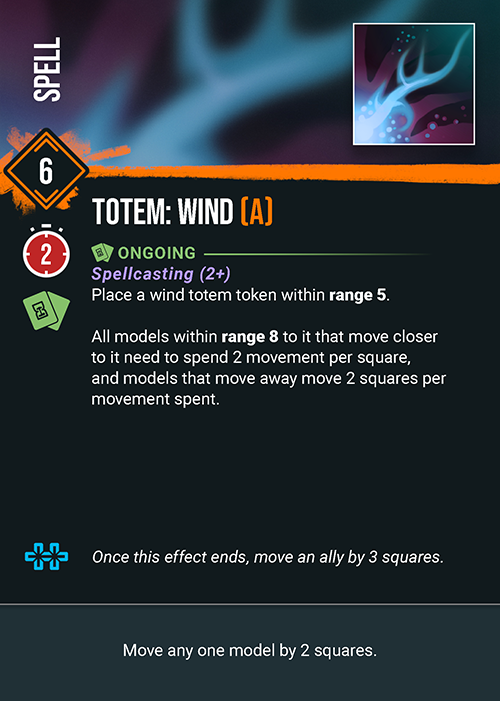 SPELL
6
TOTEM: WIND (A)
2
ONGOING
Spellcasting (2+)
Place a wind totem token within range 5.
All models within range 8 to it that move closer
to it need to spend 2 movement per square,
and models that move away move 2 squares per
movement spent.
Once this effect ends, move an ally by 3 squares.
Move any one model by 2 squares.